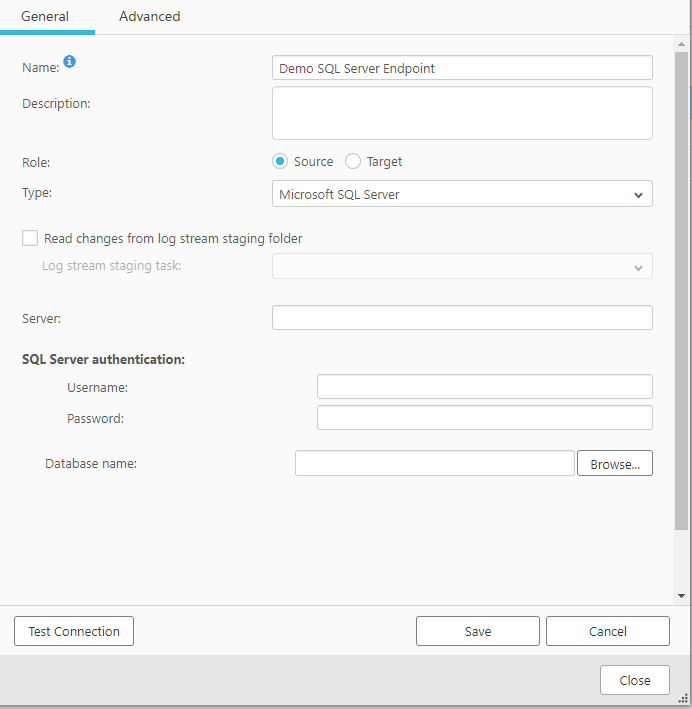 General Advanced
Name: i
Demo SQL Server Endpoint
Description:
Role:
Source Target
Type:
Microsoft SQL Server
Read changes from log stream staging folder
Log stream staging task:
Server:
SQL Server authentication:
Username:
Password:
Database name:
Browse...
Test Connection Save Cancel
Close